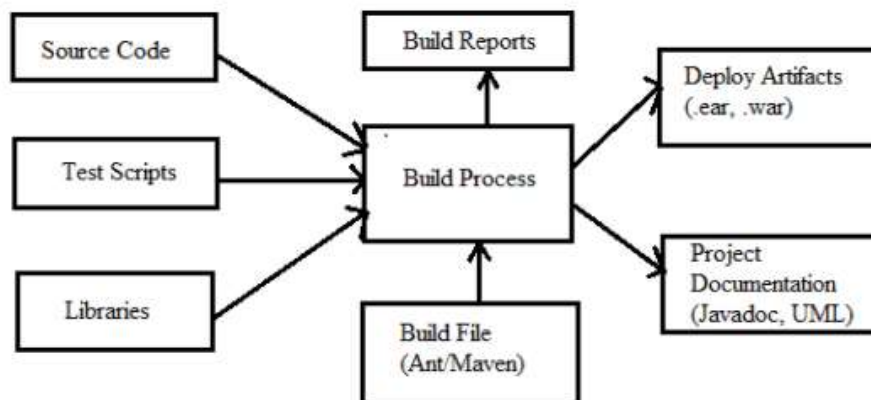 Source Code
Build Reports
Deploy Artifacts
(.ear, .war)
Test Scripts
Build Process
Project
Documentation
(Javadoc, UML)
Libraries
Build File
(Ant/Maven)